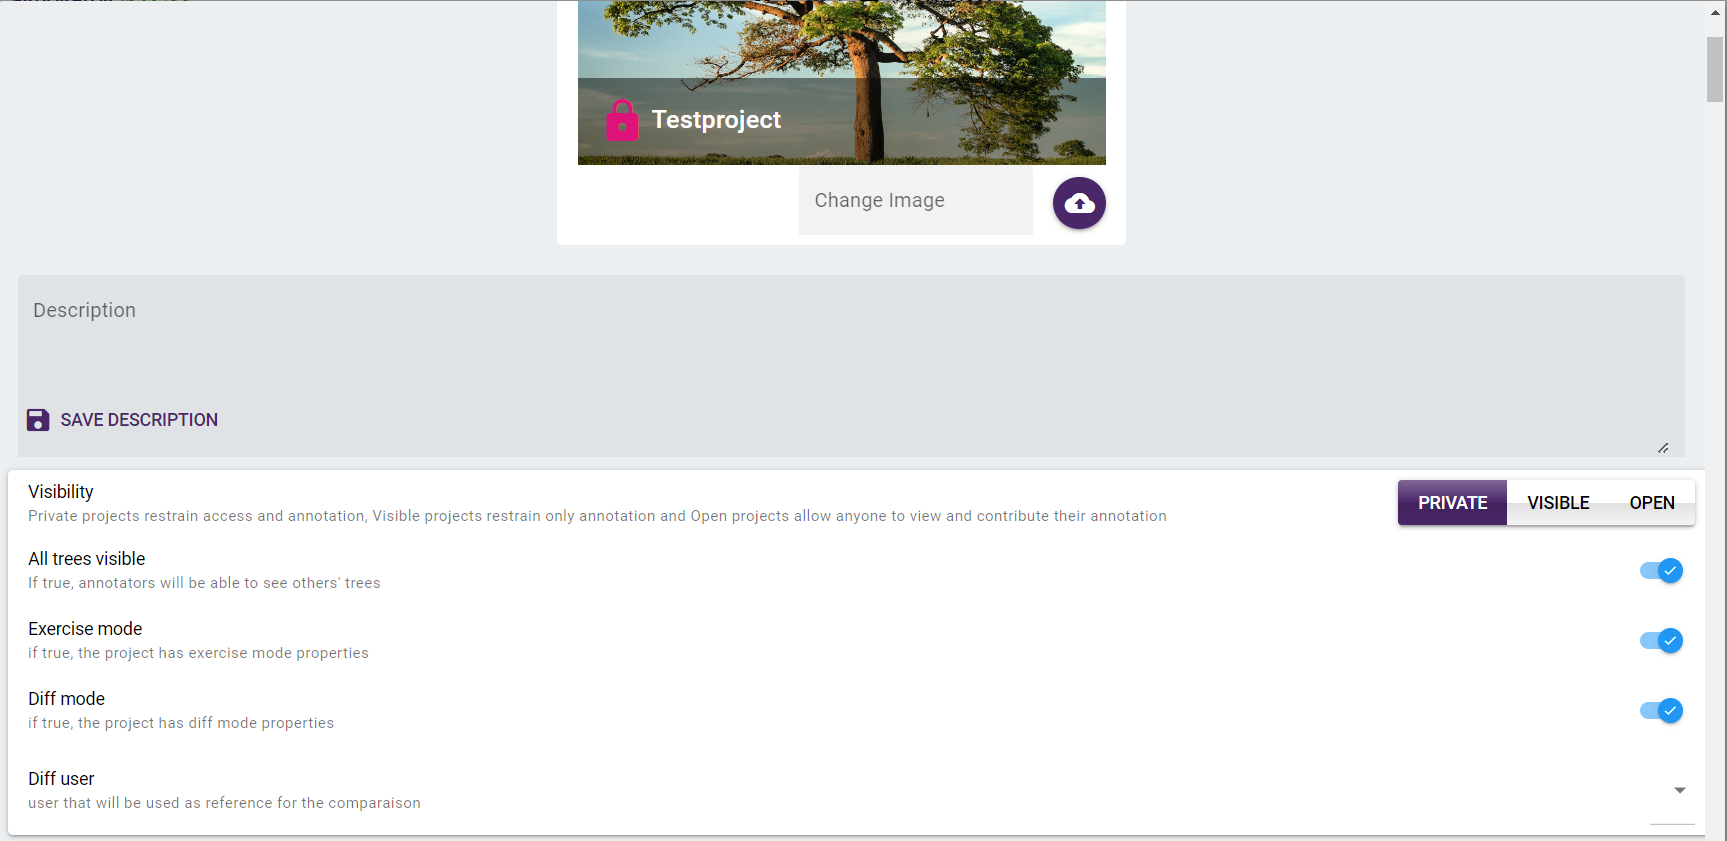 Testproject
Change Image
Description
SAVE DESCRIPTION
Visibility
Private projects restrain access and annotation, Visible projects restrain only annotation and Open projects allow anyone to view and contribute their annotation
PRIVATE VISIBLE OPEN
All trees visible
If true, annotators will be able to see others' trees
Exercise mode
if true, the project has exercise mode properties
Diff mode
if true, the project has diff mode properties
Diff user
user that will be used as reference for the comparaison